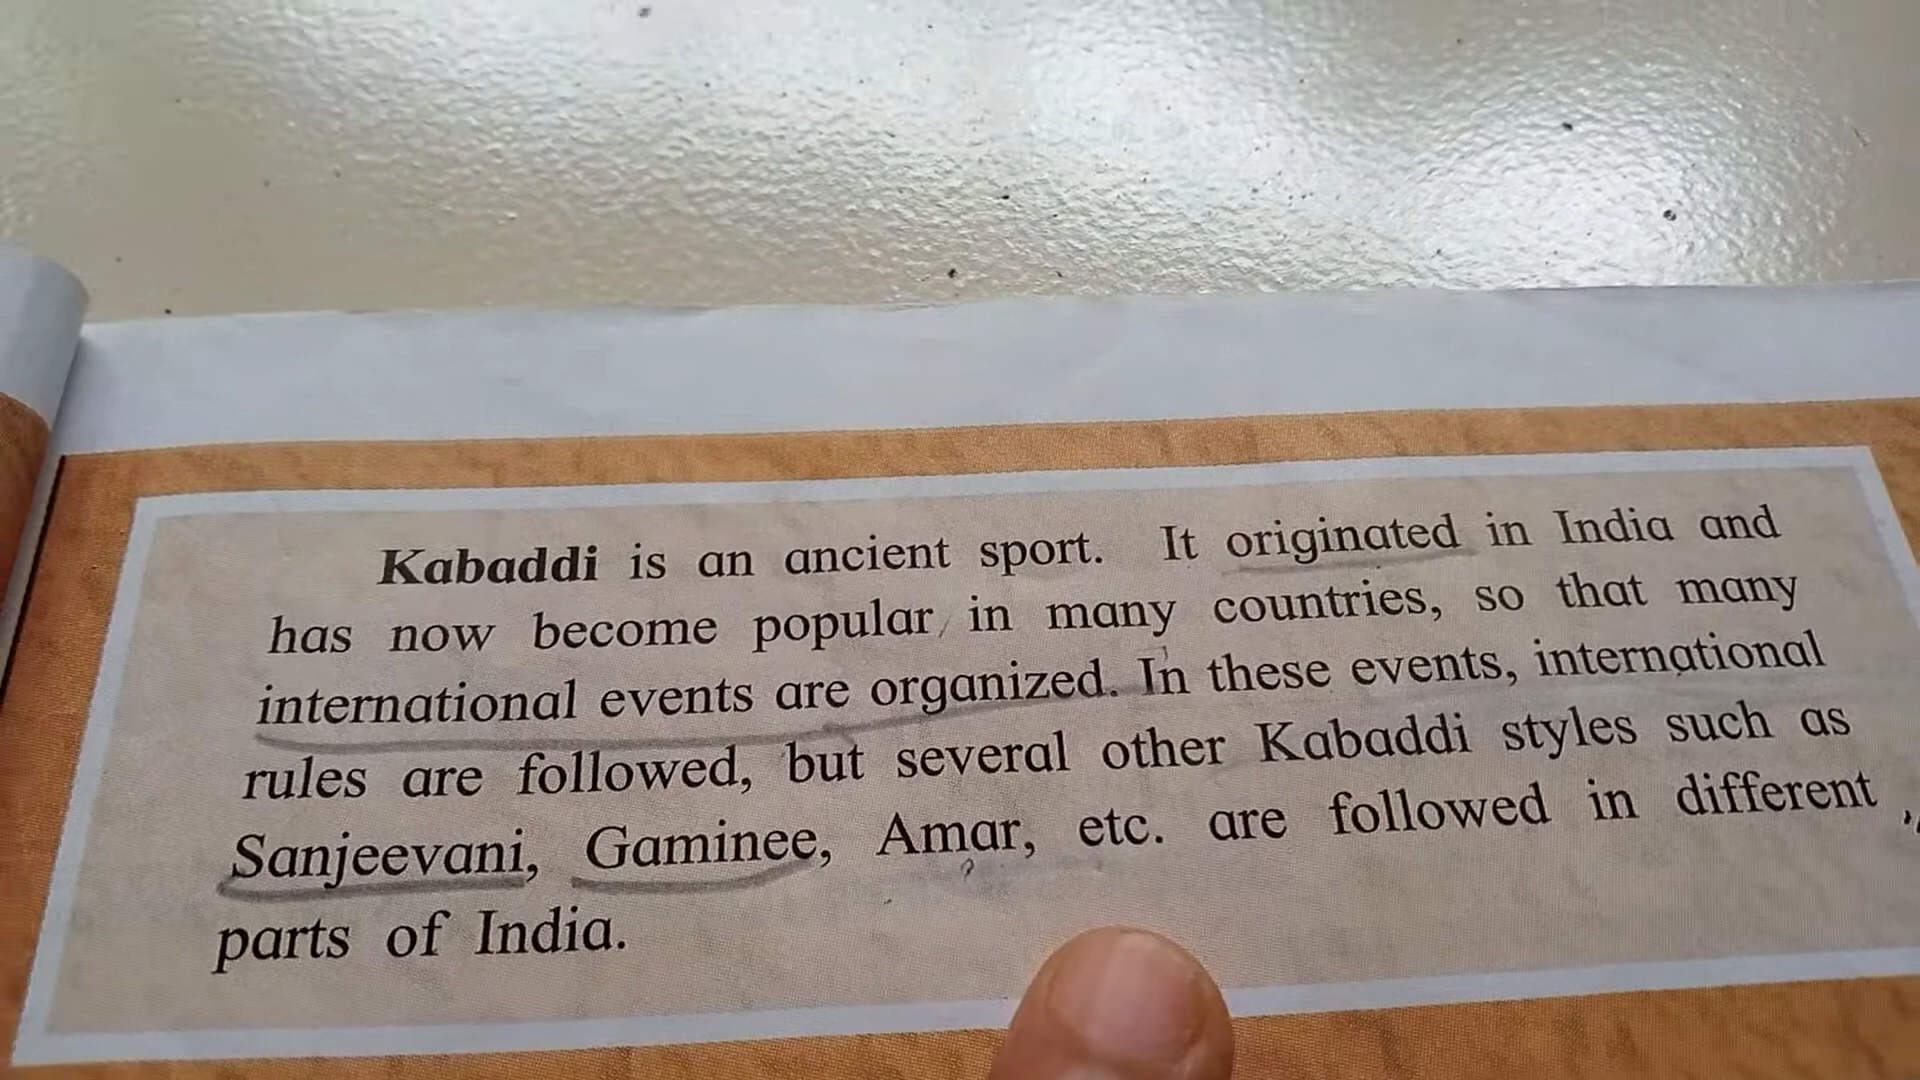 Kabaddi is an ancient sport. It originated in India and
has now become popular in many countries, so that many
international events are organized. In these events, international
rules are followed, but several other Kabaddi styles such as
Sanjeevani, Gaminee, Amar, etc. are followed in different
parts of India.